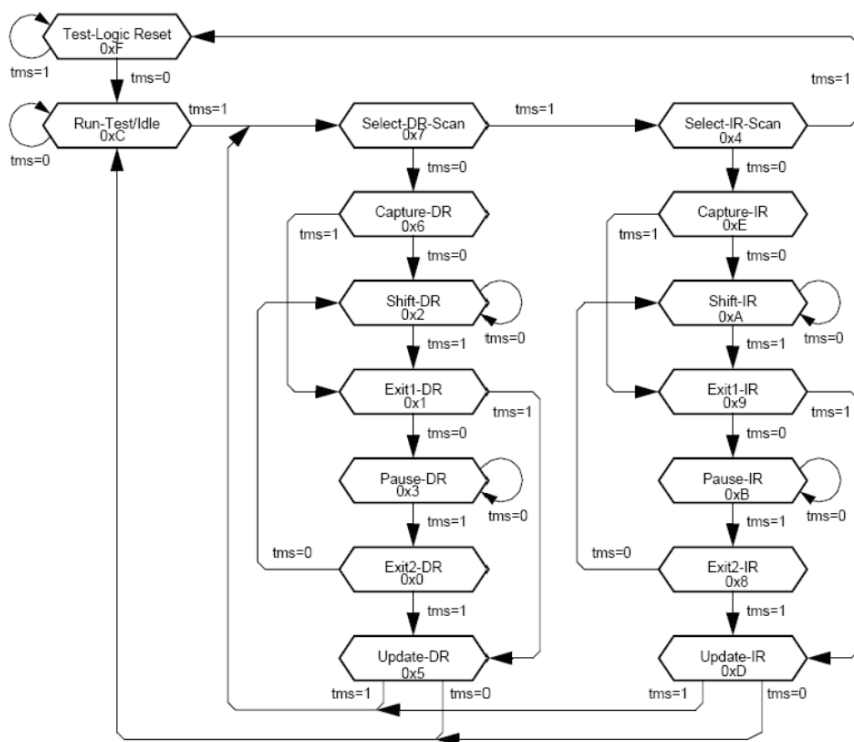 Test-Logic Reset
0xF
tms=1
tms=0
tms=1
Run-Test/Idle
0xC
tms=1
tms=0
Select-DR-Scan
0x7
tms=1
Select-IR-Scan
0x4
tms=0
tms=0
Capture-DR
0x6
tms=1
tms=0
Capture-IR
0xE
tms=1
tms=0
Shift-DR
0x2
tms=0
tms=1
Shift-IR
0xA
tms=0
tms=1
Exit1-DR
0x1
tms=1
tms=0
Exit1-IR
0x9
tms=1
tms=0
Pause-DR
0x3
tms=0
tms=1
Pause-IR
0xB
tms=0
tms=1
tms=0
Exit2-DR
0x0
tms=1
tms=0
Exit2-IR
0x8
tms=1
Update-DR
0x5
tms=1
tms=0
Update-IR
0xD
tms=1
tms=0